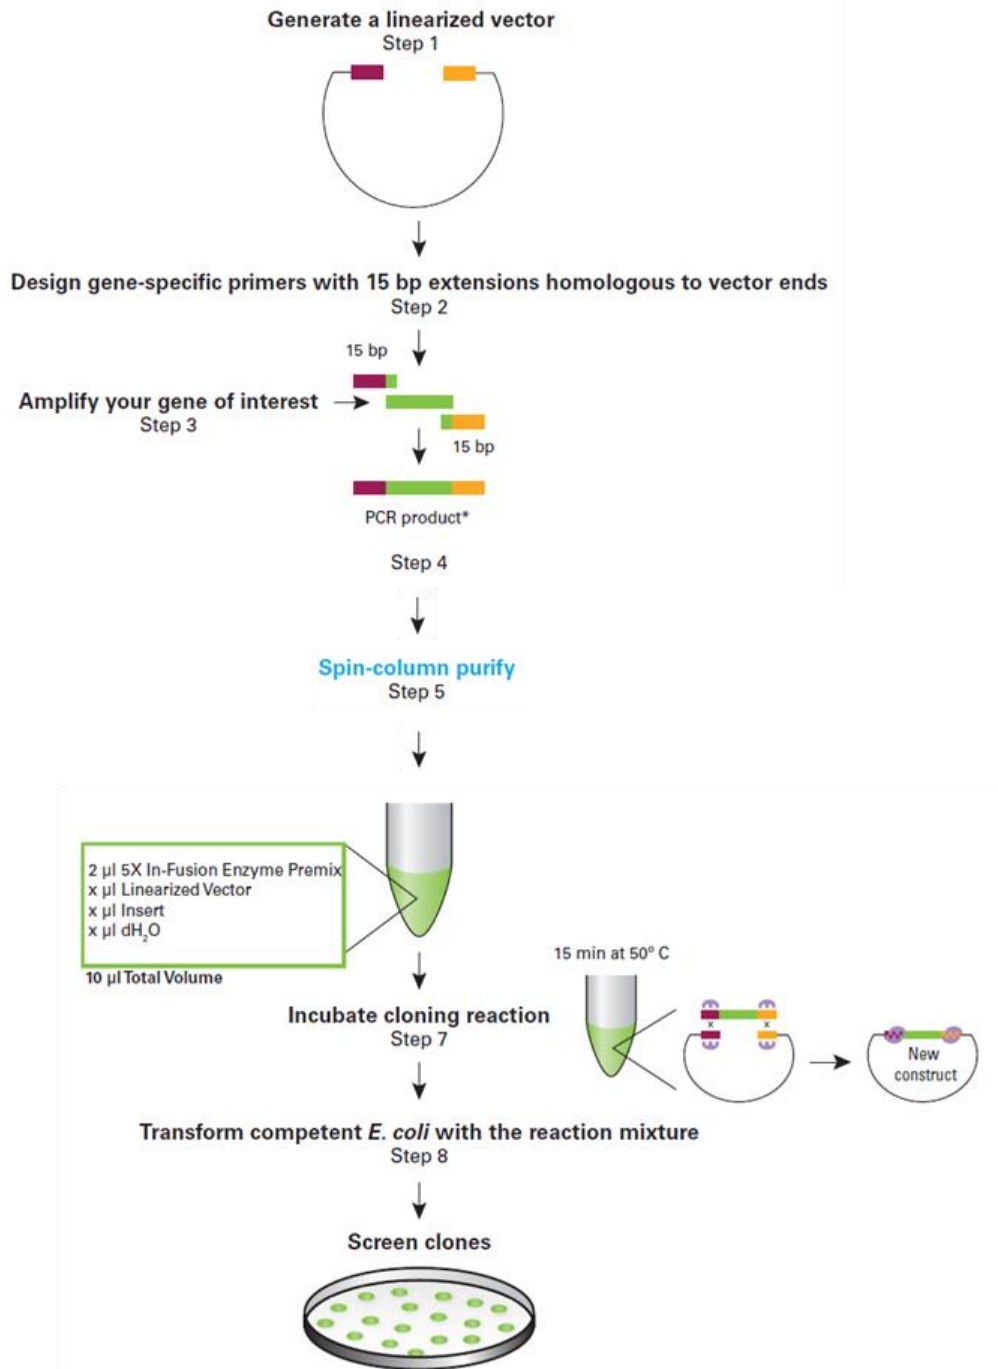 Generate a linearized vector
Step 1
Design gene-specific primers with 15 bp extensions homologous to vector ends
Step 2
15 bp
Amplify your gene of interest
Step 3
15 bp
PCR product*
Step 4
Spin-column purify
Step 5
2 µl 5X In-Fusion Enzyme Premix
x µl Linearized Vector
x µl Insert
x µl dH₂O
10 µl Total Volume
15 min at 50° C
Incubate cloning reaction
Step 7
x x
New
construct
Transform competent E. coli with the reaction mixture
Step 8
Screen clones